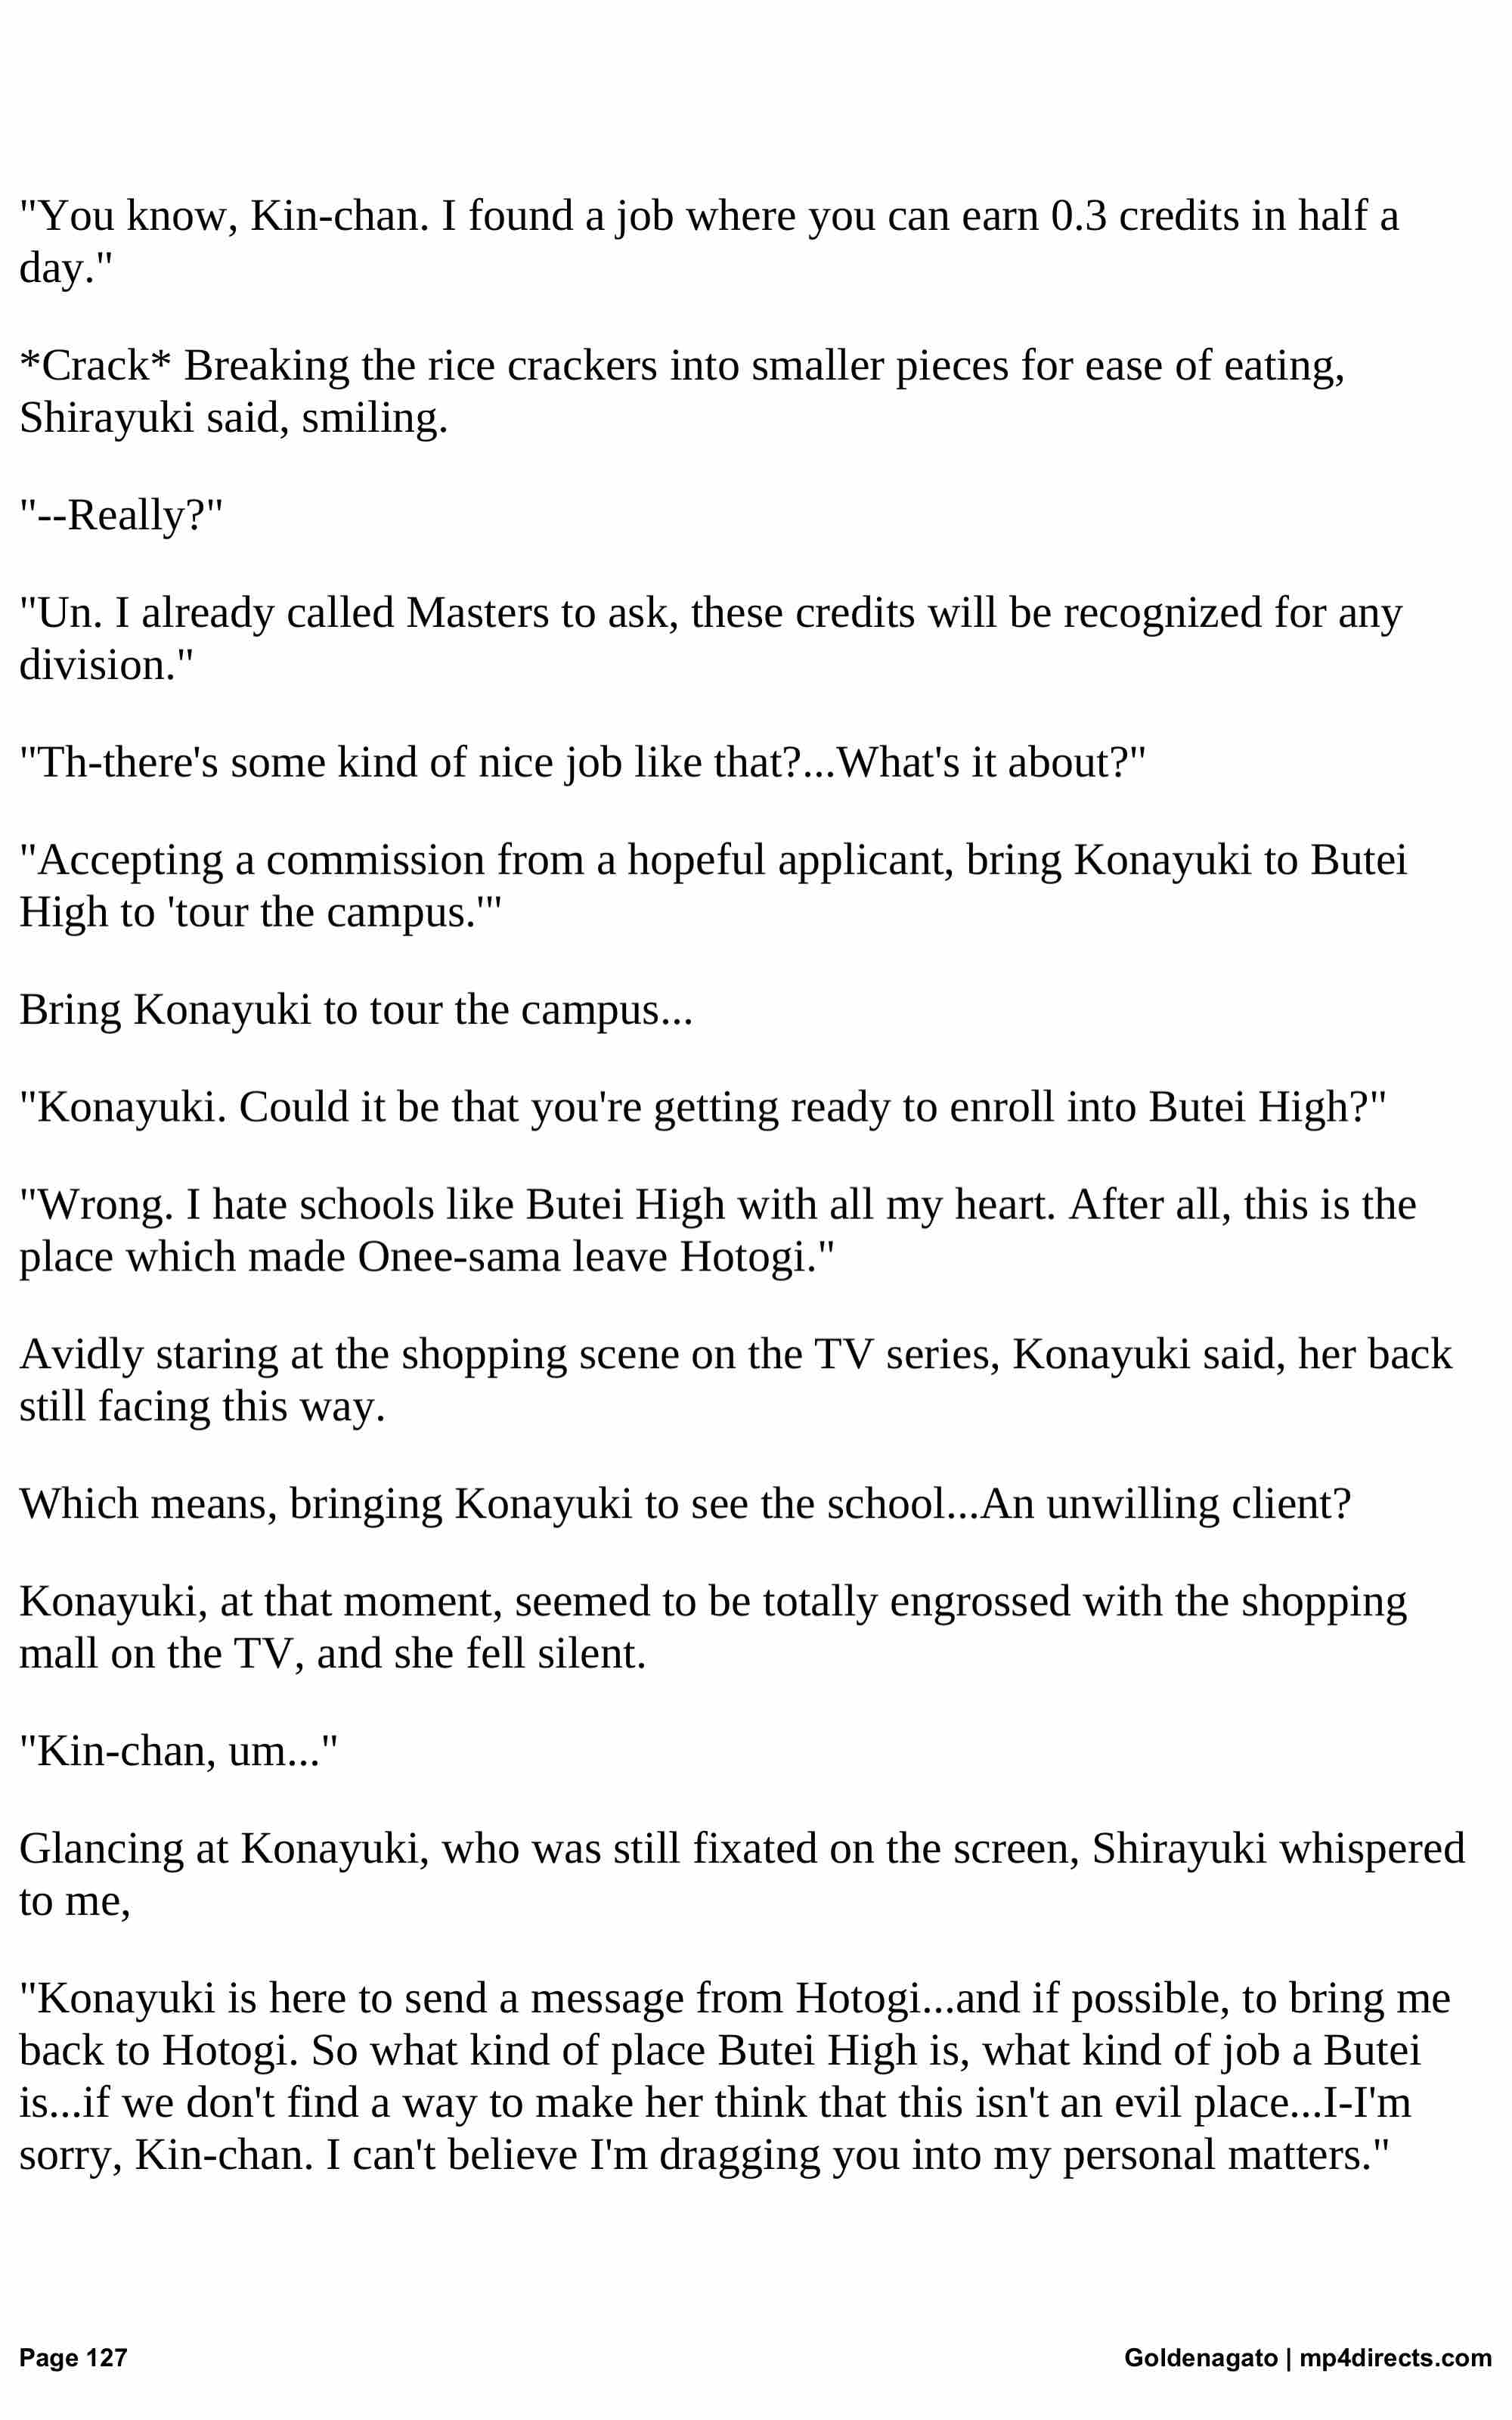 "You know, Kin-chan. I found a job where you can earn 0.3 credits in half a
day."
*Crack* Breaking the rice crackers into smaller pieces for ease of eating,
Shirayuki said, smiling.
"--Really?"
"Un. I already called Masters to ask, these credits will be recognized for any
division."
"Th-there's some kind of nice job like that?...What's it about?"
"Accepting a commission from a hopeful applicant, bring Konayuki to Butei
High to 'tour the campus.'"
Bring Konayuki to tour the campus...
"Konayuki. Could it be that you're getting ready to enroll into Butei High?"
"Wrong. I hate schools like Butei High with all my heart. After all, this is the
place which made Onee-sama leave Hotogi."
Avidly staring at the shopping scene on the TV series, Konayuki said, her back
still facing this way.
Which means, bringing Konayuki to see the school...An unwilling client?
Konayuki, at that moment, seemed to be totally engrossed with the shopping
mall on the TV, and she fell silent.
"Kin-chan, um..."
Glancing at Konayuki, who was still fixated on the screen, Shirayuki whispered
to me,
"Konayuki is here to send a message from Hotogi...and if possible, to bring me
back to Hotogi. So what kind of place Butei High is, what kind of job a Butei
is...if we don't find a way to make her think that this isn't an evil place...I-I'm
sorry, Kin-chan. I can't believe I'm dragging you into my personal matters."
Page 127
Goldenagato | mp4directs.com